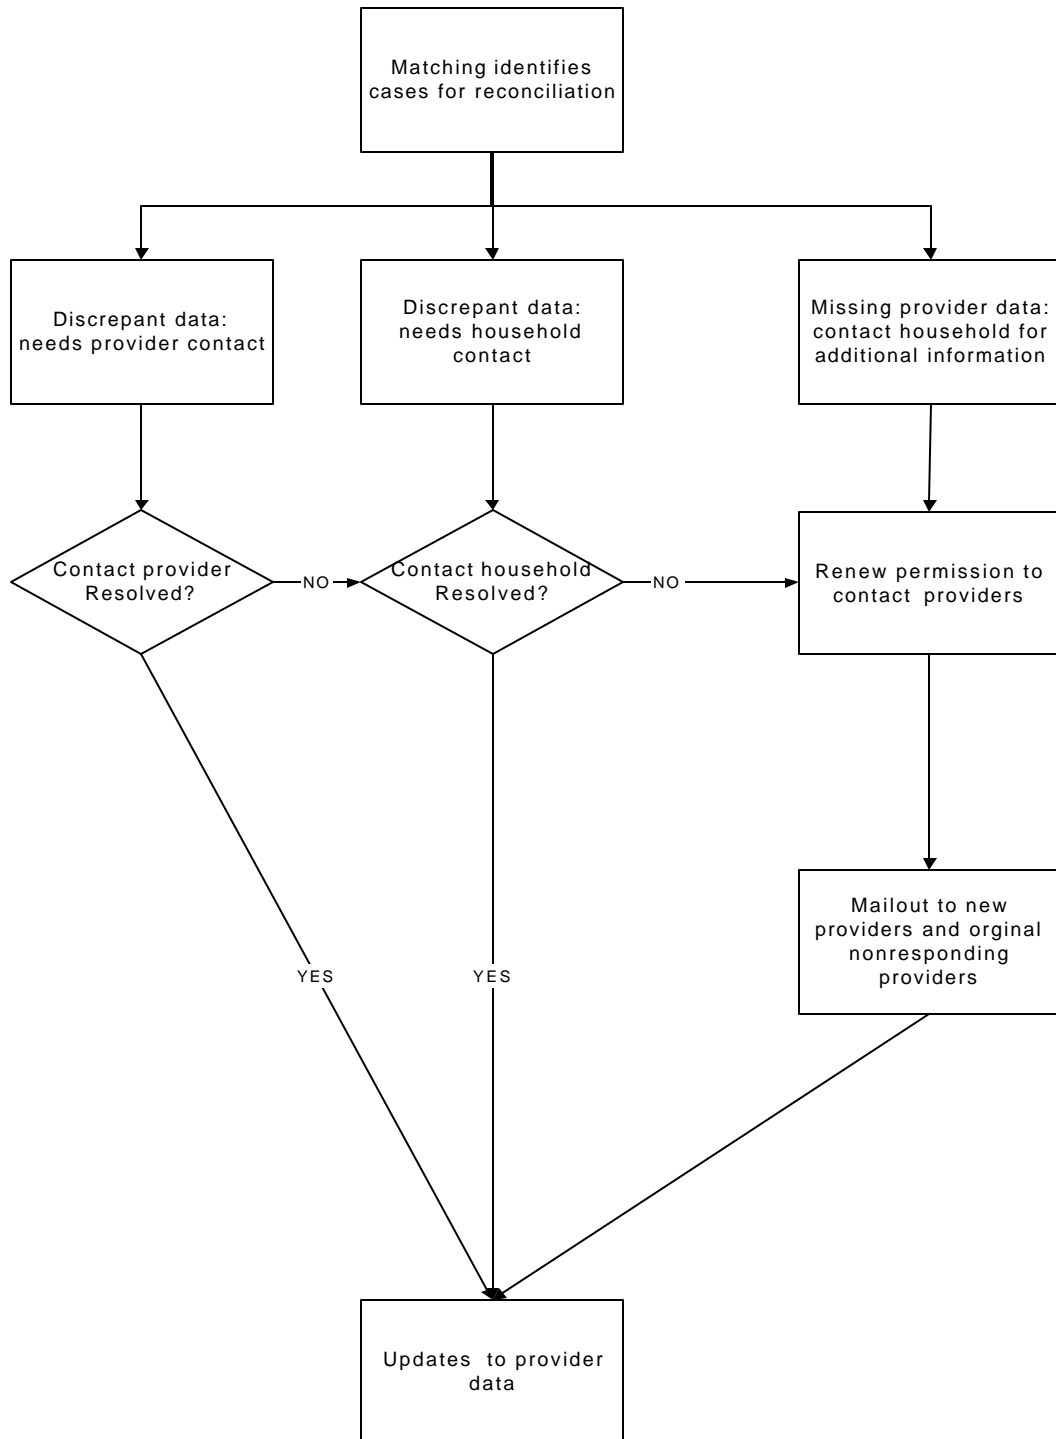 Matching identifies
cases for reconciliation
Discrepant data:
needs provider contact
Discrepant data:
needs household
contact
Missing provider data:
contact household for
additional information
Contact provider
Resolved?
NO
Contact household
Resolved?
NO
Renew permission to
contact providers
Mailout to new
providers and orginal
nonresponding
providers
YES
YES
Updates to provider
data